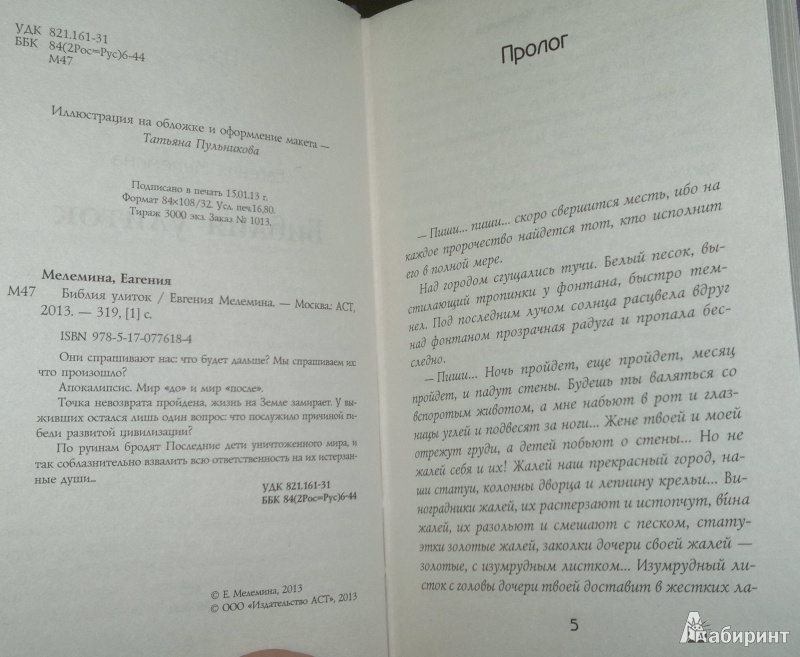 УДК 821.161-31
ББК 84(2Рос=Рус)6-44
М47
Иллюстрация на обложке и оформление макета —
Татьяна Пульникова
Подписано в печать 15.01.13 г.
Формат 84×108/32. Усл. печ.16,80.
Тираж 3000 экз. Заказ № 1013.
Мелемина, Еагения
М47 Библия улиток / Евгения Мелемина. — Москва: АСТ,
2013. — 319, [1] с.
ISBN 978-5-17-077618-4
Они спрашивают нас: что будет дальше? Мы спрашиваем их:
что произошло?
Апокалипсис. Мир «до» и мир «после».
Точка невозврата пройдена, жизнь на Земле замирает. У вы-
живших остался лишь один вопрос: что послужило причиной ги-
бели развитой цивилизации?
По руинам бродят Последние дети уничтоженного мира, и
так соблазнительно взвалить всю ответственность на их истерзан-
ные души...
УДК 821.161-31
ББК 84(2Рос=Рус)6-44
© Е. Мелемина, 2013
© ООО «Издательство АСТ», 2013
Пролог
— Пиши... пиши... скоро свершится месть, ибо на
каждое пророчество найдется тот, кто исполнит
его в полной мере.
Над городом сгущались тучи. Белый песок, вы-
стилающий тропинки у фонтана, быстро тем-
нел. Под последним лучом солнца расцвела вдруг
над фонтаном прозрачная радуга и пропала бес-
следно.
— Пиши... Ночь пройдет, еще пройдет, месяц
пройдет, и падут стены. Будешь ты валяться со
вспоротым животом, а мне набьют в рот и глаз-
ницы углей и подвесят за ноги... Жене твоей и моей
отрежут груди, а детей побьют о стены... Но не
жалей себя и их! Жалей наш прекрасный город, на-
ши статуи, колонны дворца и лепнину крельи... Ви-
ноградники жалей, их растерзают и истопчут, вина
жалей, их разольют и смешают с песком, стату-
этки золотые жалей, заколки дочери своей жалей —
золотые, с изумрудным листком... Изумрудный ли-
сток с головы дочери твоей доставит в жестких ла-
5
Лабиринт